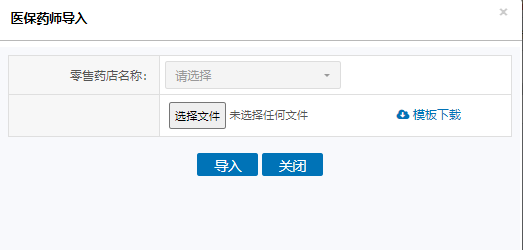 医保药师导入
×
零售药店名称：
请选择
选择文件 未选择任何文件
模板下载
导入 关闭